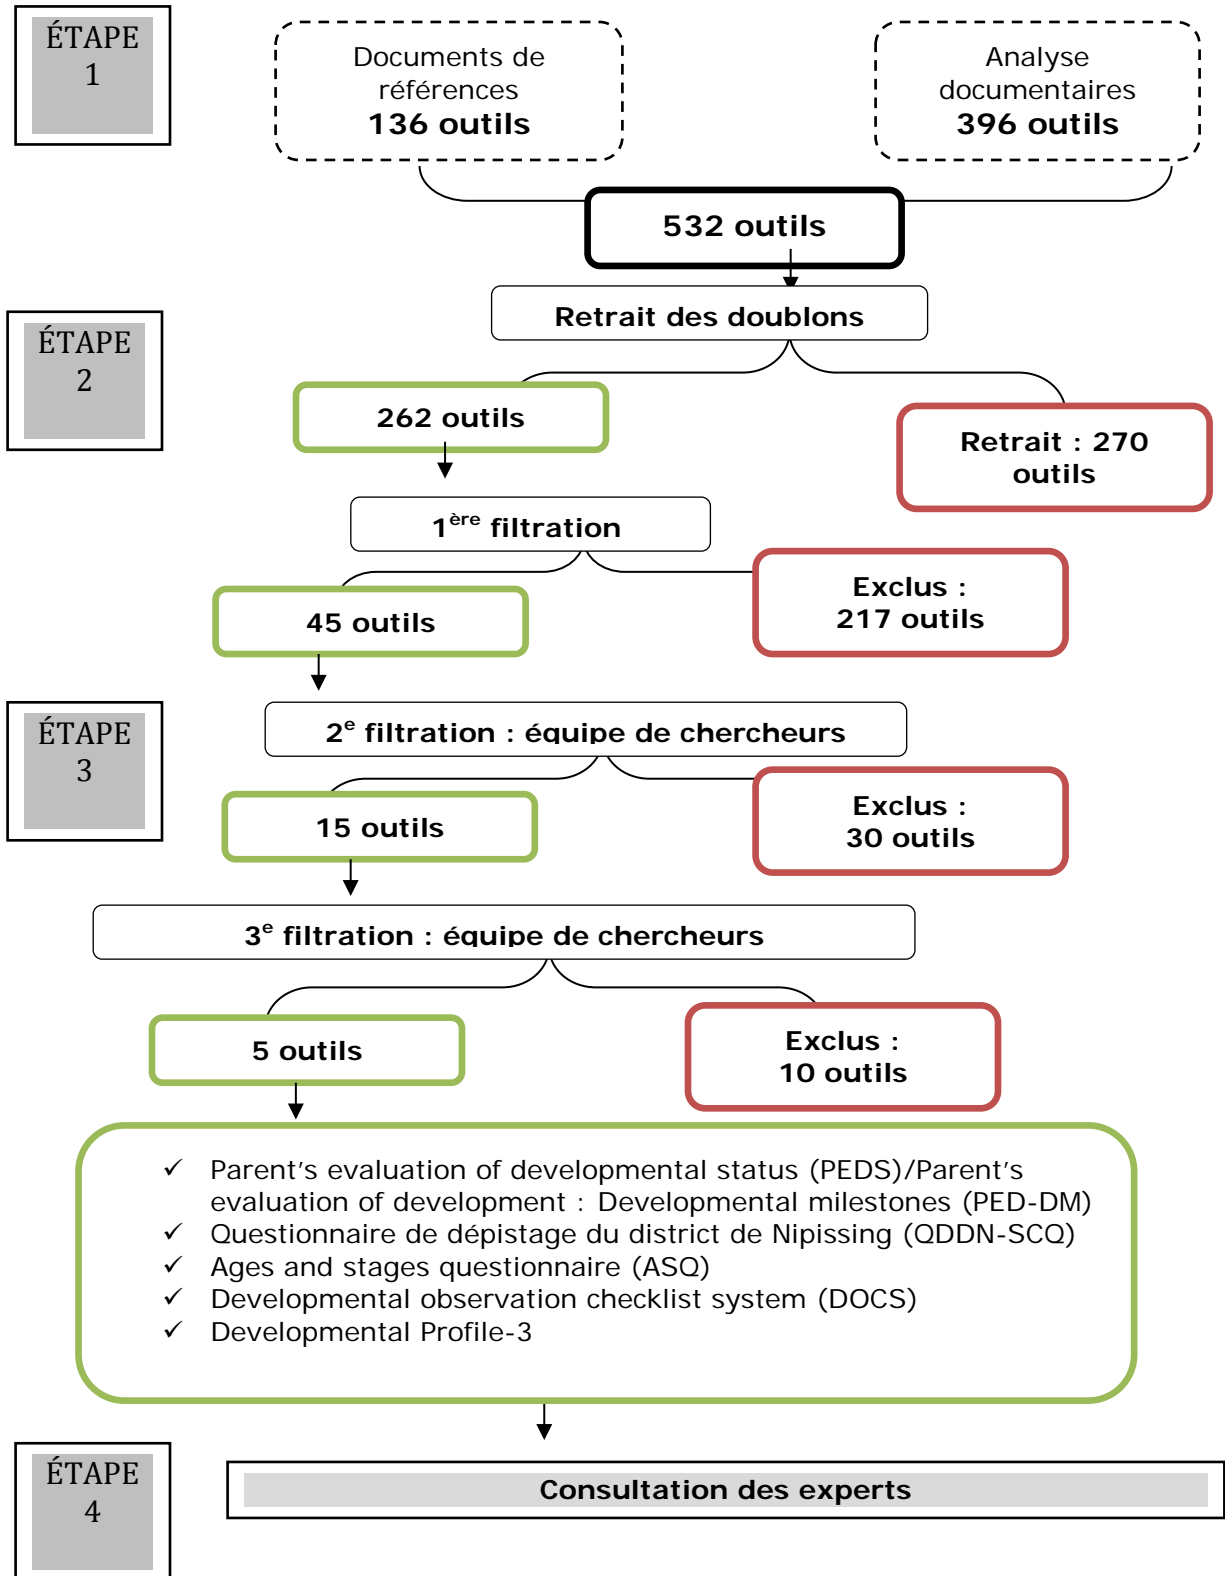 ÉTAPE
1
Documents de
références
136 outils
Analyse
documentaires
396 outils
532 outils
Retrait des doublons
ÉTAPE
2
262 outils
Retrait : 270
outils
1ère filtration
45 outils
Exclus :
217 outils
ÉTAPE
3
2e filtration : équipe de chercheurs
15 outils
Exclus :
30 outils
3e filtration : équipe de chercheurs
5 outils
Exclus :
10 outils
✓ Parent's evaluation of developmental status (PEDS)/Parent's
evaluation of development : Developmental milestones (PED-DM)
✓ Questionnaire de dépistage du district de Nipissing (QDDN-SCQ)
✓ Ages and stages questionnaire (ASQ)
✓ Developmental observation checklist system (DOCS)
✓ Developmental Profile-3
ÉTAPE
4
Consultation des experts